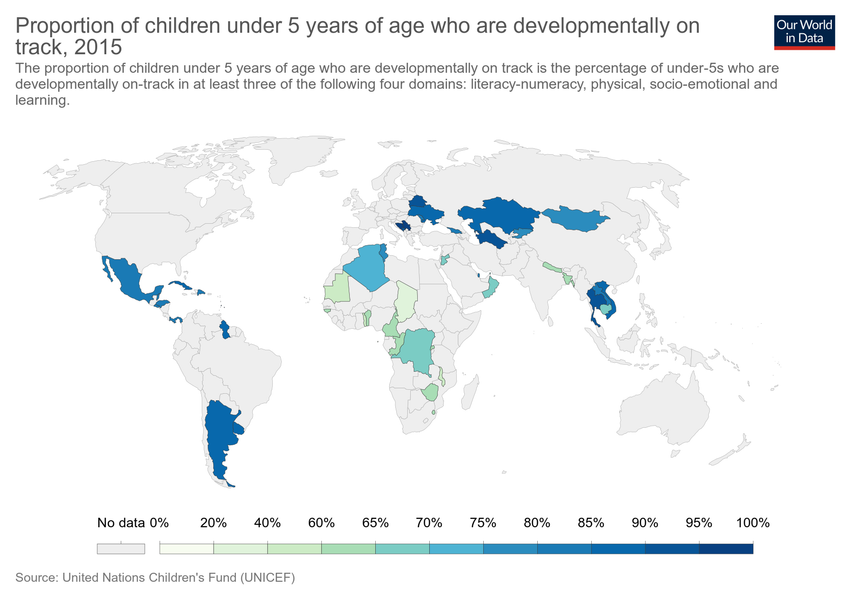 Proportion of children under 5 years of age who are developmentally on
track, 2015
Our World
in Data
The proportion of children under 5 years of age who are developmentally on track is the percentage of under-5s who are
developmentally on-track in at least three of the following four domains: literacy-numeracy, physical, socio-emotional and
learning.
No data 0% 20% 40% 60% 65% 70% 75% 80% 85% 90% 95% 100%
Source: United Nations Children's Fund (UNICEF)